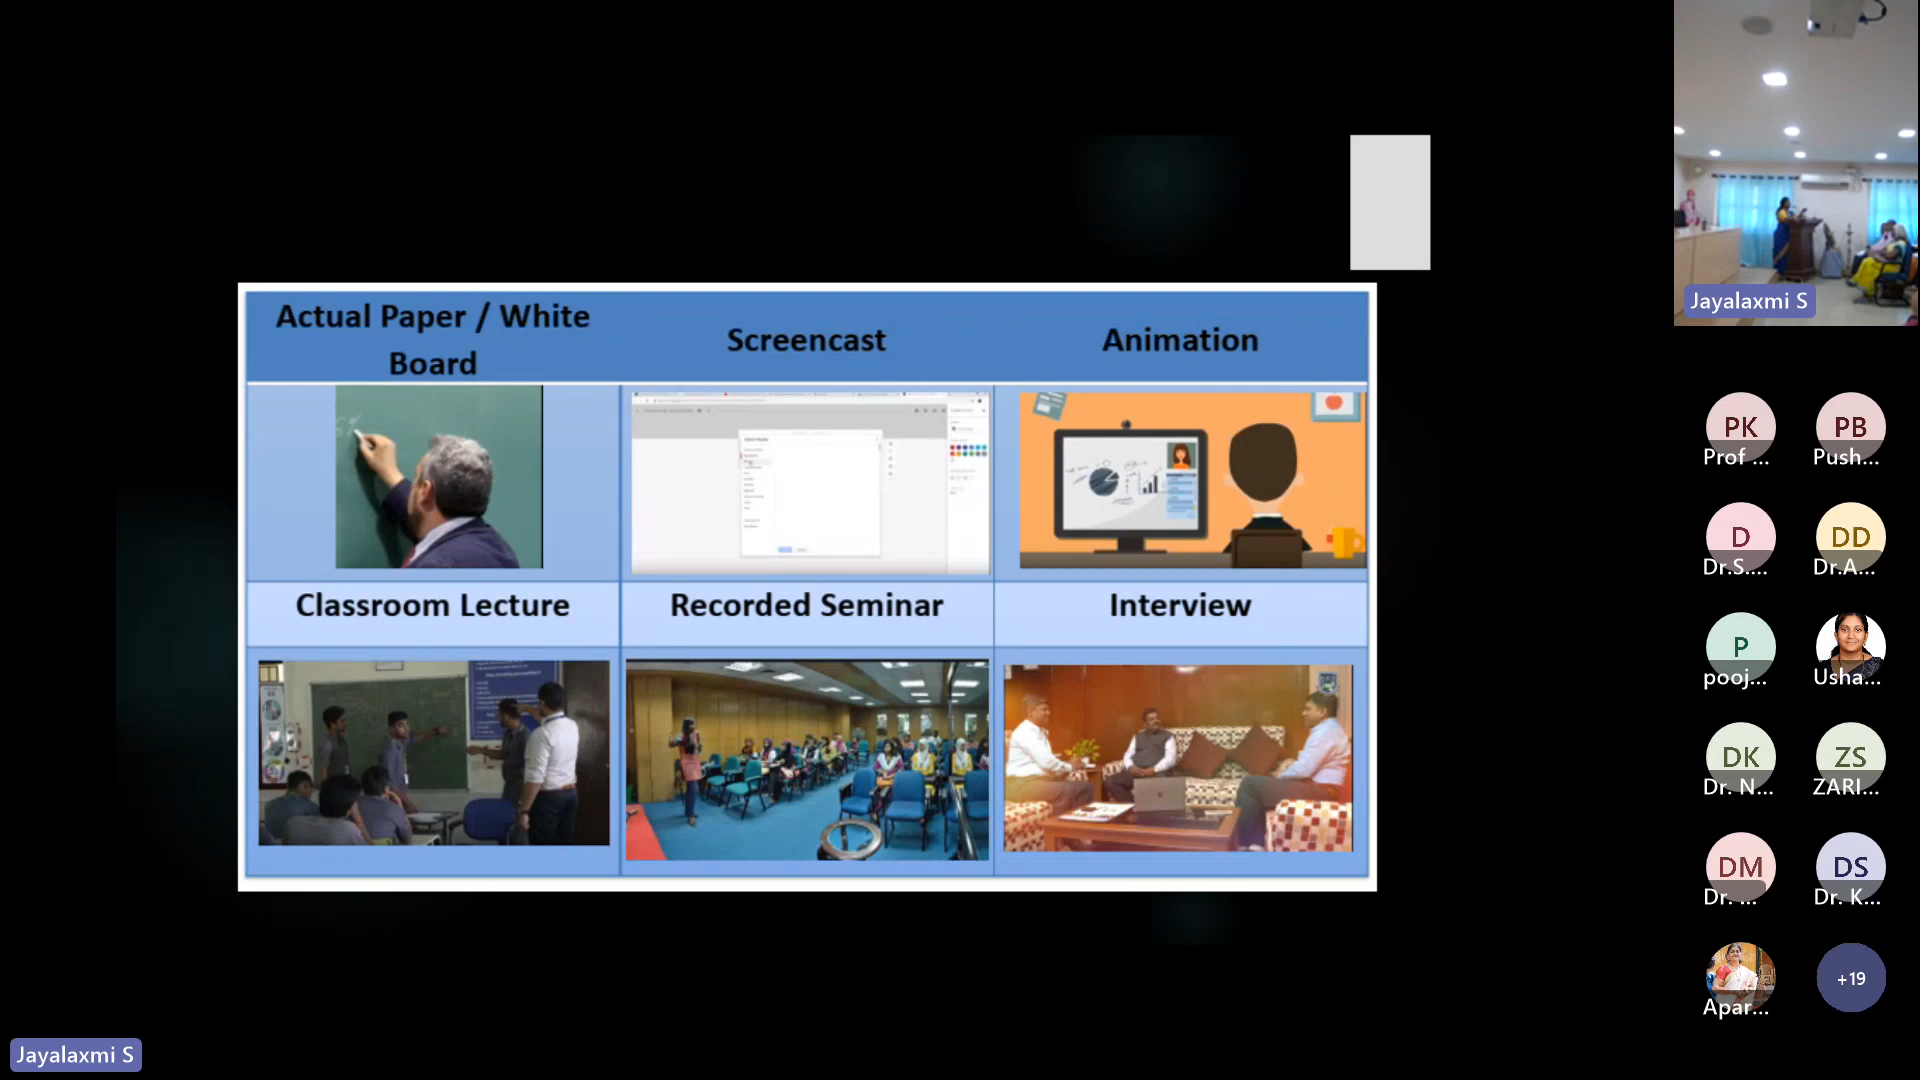 Actual Paper / White
Board
Screencast
Animation
Classroom Lecture
Recorded Seminar
Interview
Jayalaxmi S
PK
Prof ...
PB
Push...
D
Dr.S....
DD
Dr.A...
P
pooj...
Usha...
DK
Dr. N...
ZS
ZARI...
DM
Dr. ...
DS
Dr. K...
Apar...
+19
Jayalaxmi S